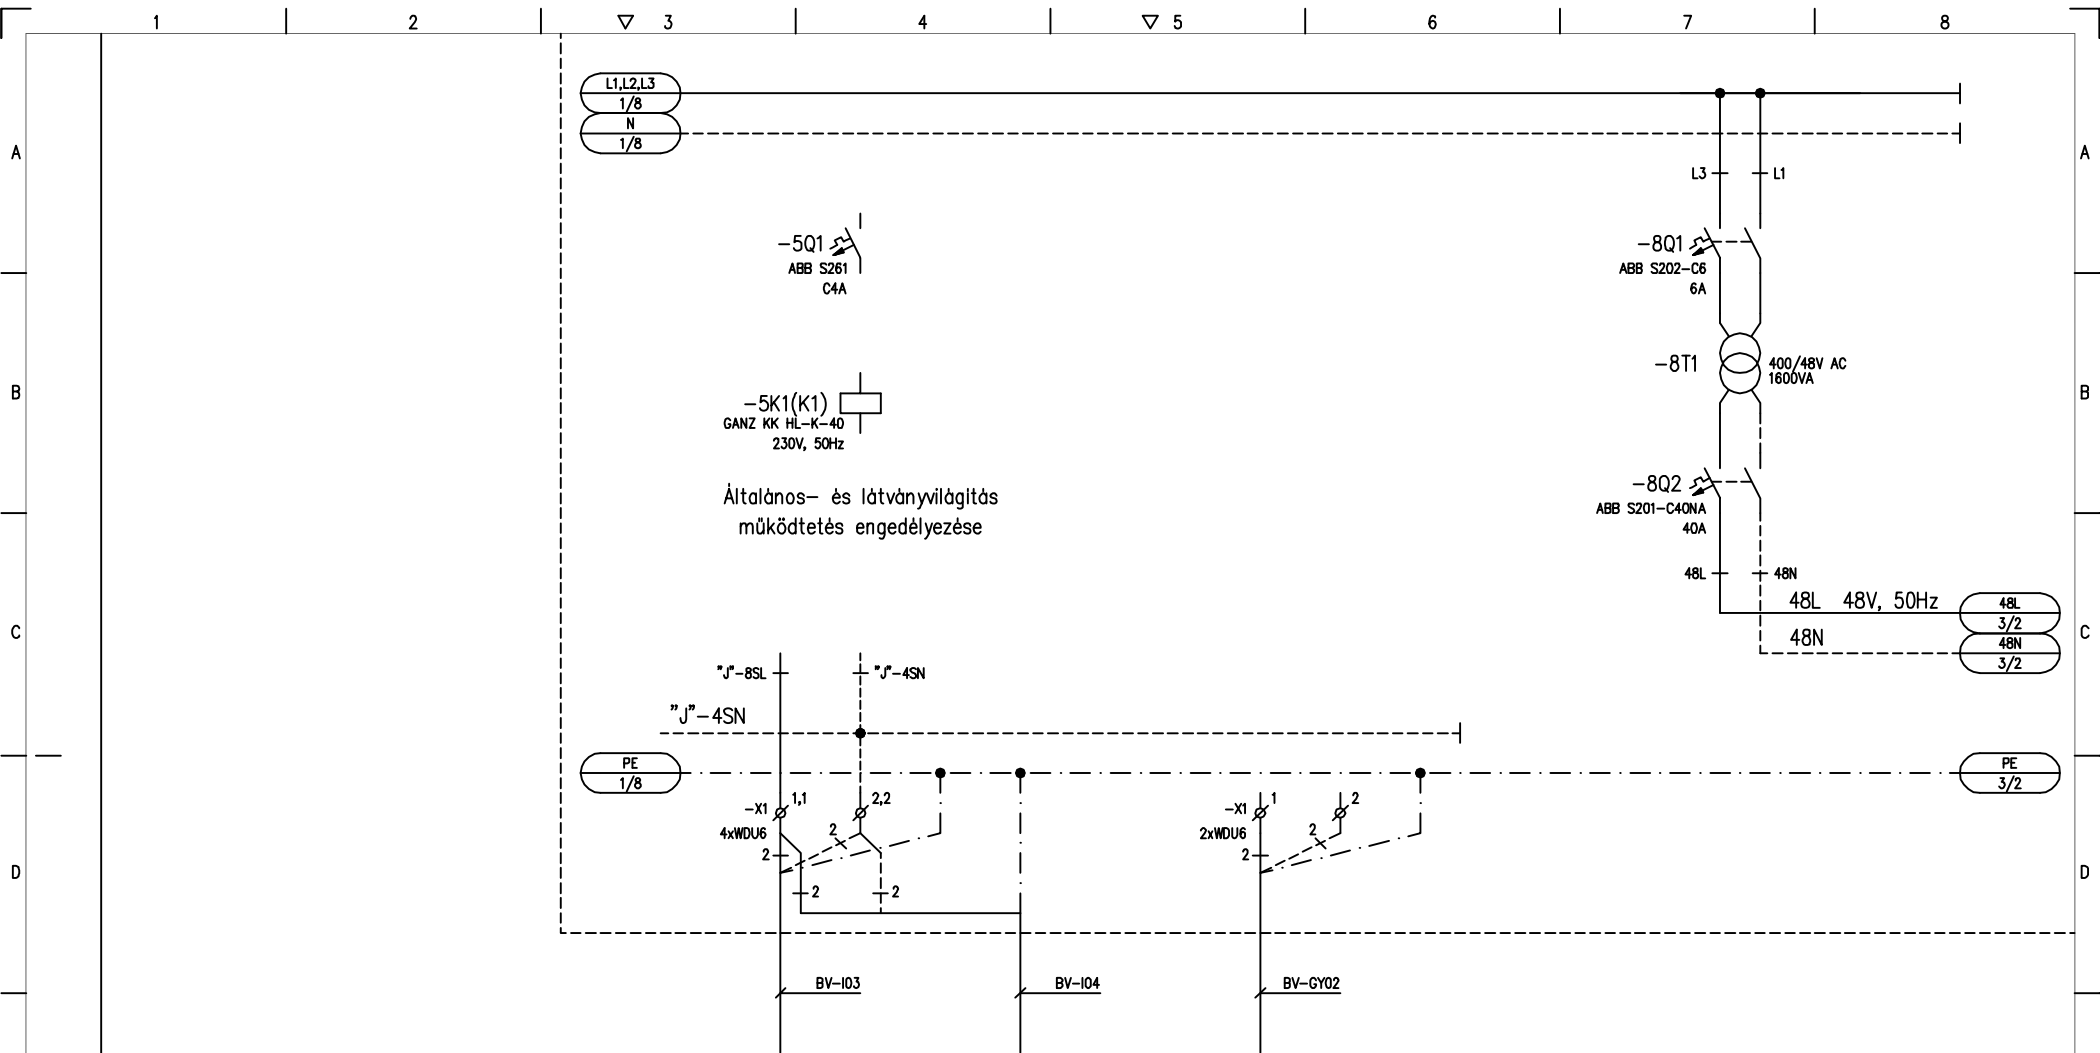 1 2 3 4 5 6 7 8
L1,L2,L3
1/8
N
1/8
A A
L3 L1
-5Q1
ABB S261
C4A
-8Q1
ABB S202-C6
6A
-8T1
400/48V AC
1600VA
B B
-5K1(K1)
GANZ KK HL-K-40
230V, 50Hz
Általános- és látványvilágítás
működtetés engedélyezése
-8Q2
ABB S201-C40NA
40A
48L 48N
48L 48V, 50Hz
48L
3/2
C C
48N
48N
3/2
"J"-8SL "J"-4SN
"J"-4SN
PE
1/8
PE
3/2
-X1 1,1 2,2
4xWDU6 2
2
2 2
-X1 1 2
2xWDU6 2
2
D D
BV-I03 BV-I04 BV-GY02